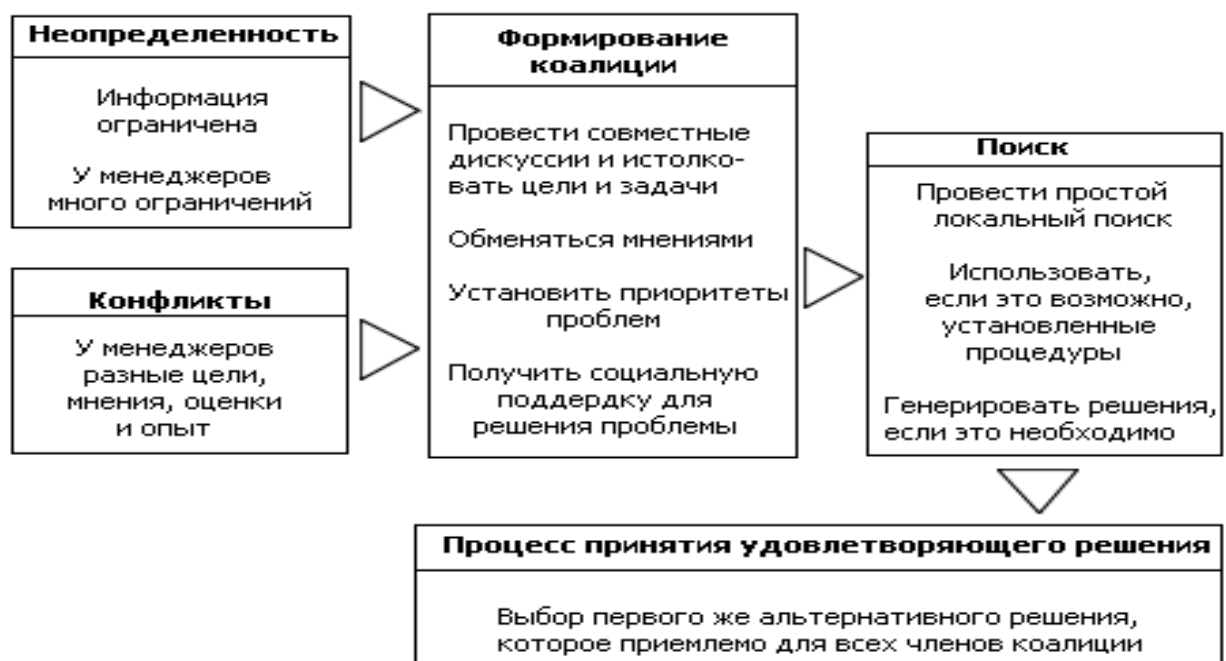 Неопределенность
Информация
ограничена
У менеджеров
много ограничений
Конфликты
У менеджеров
разные цели,
мнения, оценки
и опыт
Формирование
коалиции
Провести совместные
дискуссии и истолко-
вать цели и задачи
Обменяться мнениями
Установить приоритеты
проблем
Получить социальную
поддердку для
решения проблемы
Поиск
Провести простой
локальный поиск
Использовать,
если это возможно,
установленные
процедуры
Генерировать решения,
если это необходимо
Процесс принятия удовлетворяющего решения
Выбор первого же альтернативного решения,
которое приемлемо для всех членов коалиции